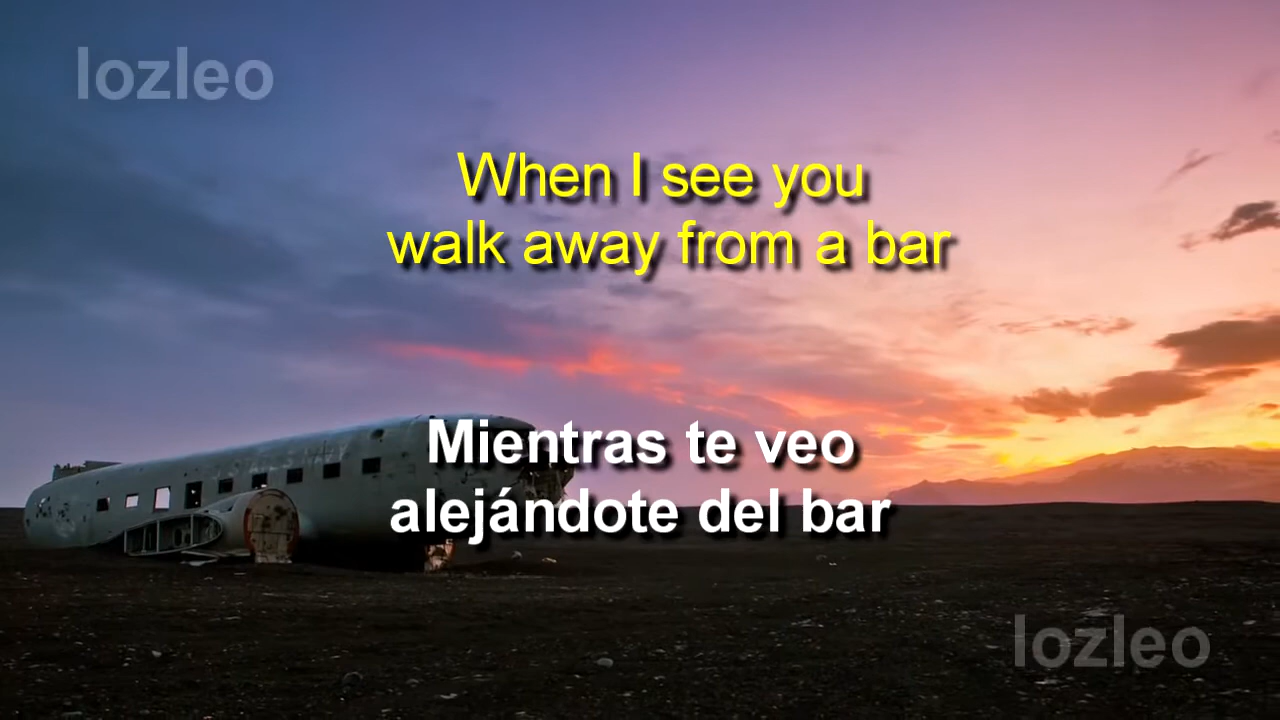 lozleo
When I see you
walk away from a bar
Mientras te veo
alejándote del bar
lozleo